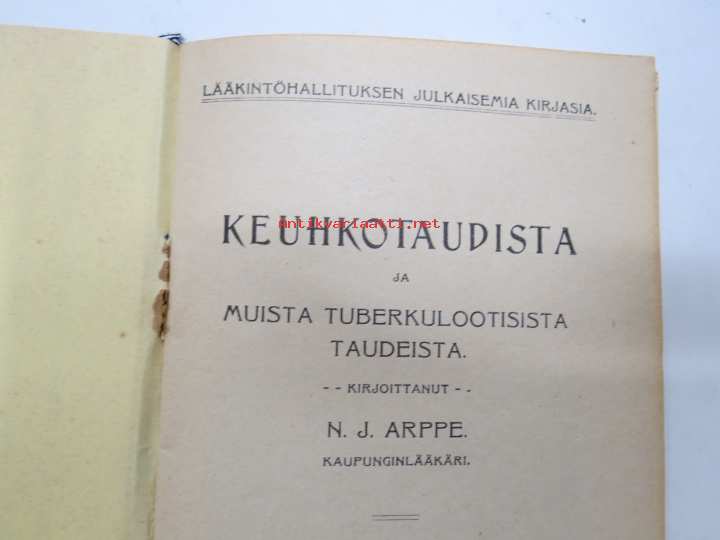 LÄÄKINTÖHALLITUKSEN JULKAISEMIA KIRJASIA.
KEUHKOTAUDISTA
antikvariaatti.net
JA
MUISTA TUBERKULOOTISISTA
TAUDEISTA.
- - KIRJOITTANUT - -
N. J. ARPPE.
KAUPUNGINLÄÄKÄRI.